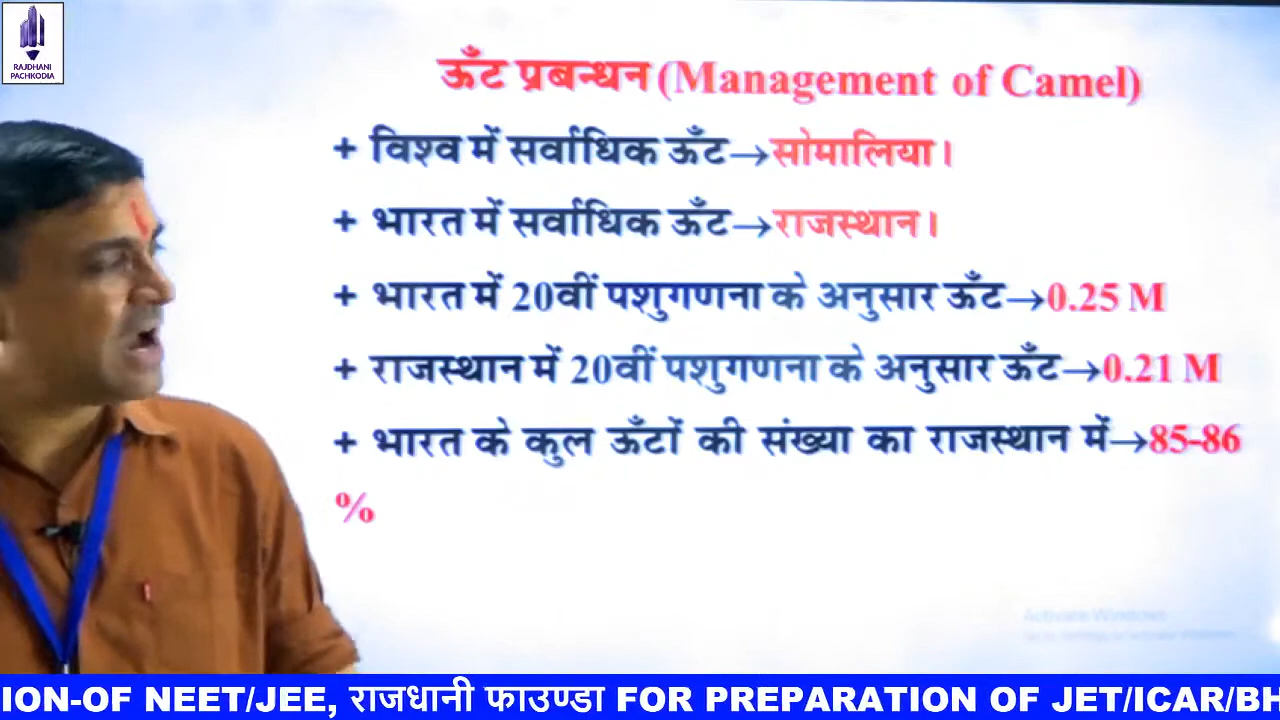 RAJDHANI
PACHKODIA
ऊँट प्रबन्धन (Management of Camel)
+ विश्व में सर्वाधिक ऊँट→सोमालिया।
+ भारत में सर्वाधिक ऊँट→राजस्थान।
+ भारत में 20वीं पशुगणना के अनुसार ऊँट→0.25 M
+ राजस्थान में 20वीं पशुगणना के अनुसार ऊँट→0.21 M
+ भारत के कुल ऊँटों की संख्या का राजस्थान में→85-86
%
Activate Windows
ION-OF NEET/JEE, राजधानी फाउण्डा FOR PREPARATION OF JET/ICAR/BH